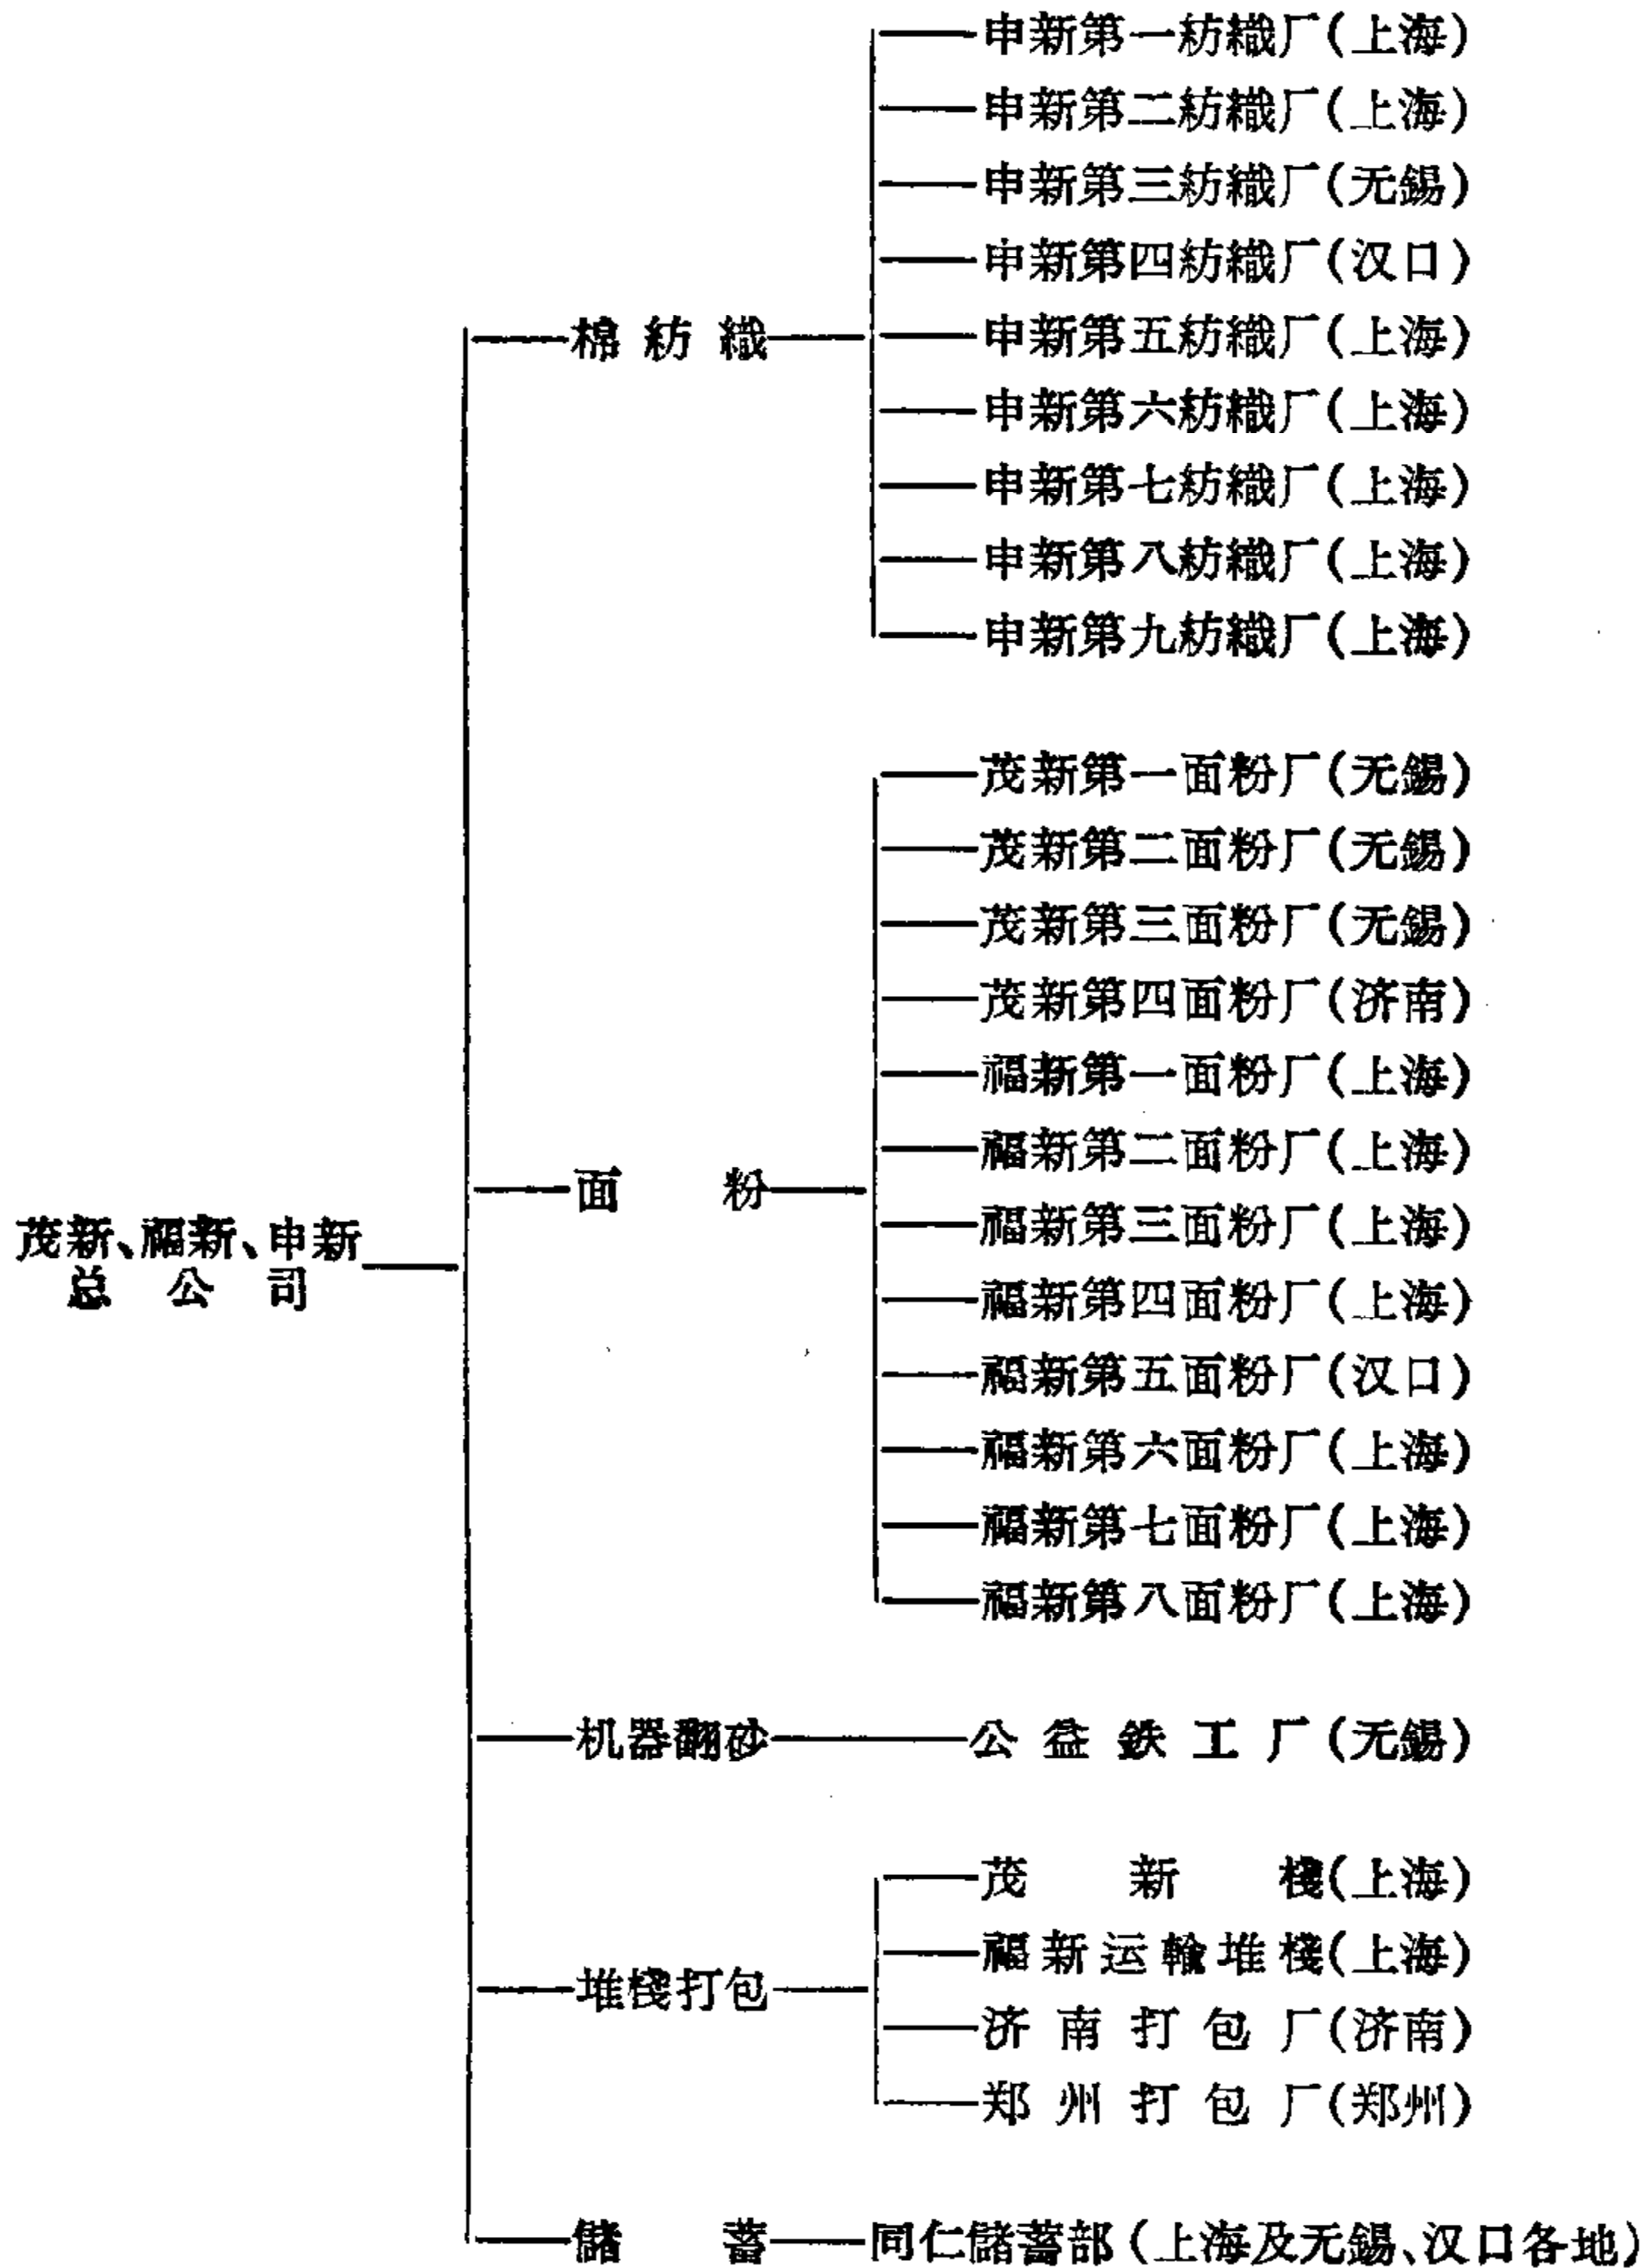 茂新、福新、申新
总公司
棉紡織
申新第一紡織厂(上海)
申新第二紡織厂(上海)
申新第三紡織厂(无錫)
申新第四紡織厂(汉口)
申新第五紡織厂(上海)
申新第六紡織厂(上海)
申新第七紡織厂(上海)
申新第八紡織厂(上海)
申新第九紡織厂(上海)
面粉
茂新第一面粉厂(无錫)
茂新第二面粉厂(无錫)
茂新第三面粉厂(无錫)
茂新第四面粉厂(济南)
福新第一面粉厂(上海)
福新第二面粉厂(上海)
福新第三面粉厂(上海)
福新第四面粉厂(上海)
福新第五面粉厂(汉口)
福新第六面粉厂(上海)
福新第七面粉厂(上海)
福新第八面粉厂(上海)
机器翻砂
公益鉄工厂(无錫)
堆棧打包
茂新棧(上海)
福新运輸堆棧(上海)
济南打包厂(济南)
郑州打包厂(郑州)
儲蓄
同仁儲蓄部(上海及无錫、汉口各地)